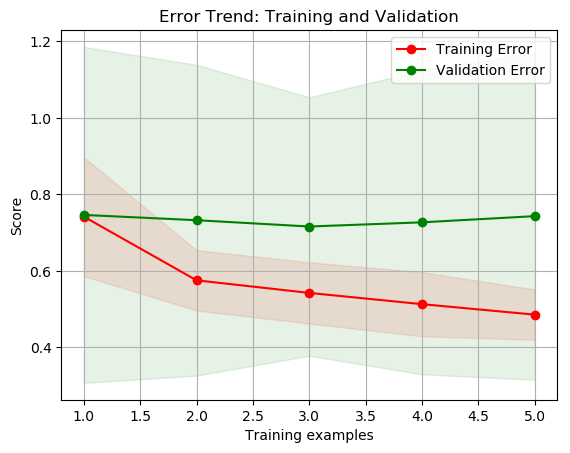 Error Trend: Training and Validation
Training Error
Validation Error
Score
1.2
1.0
0.8
0.6
0.4
1.0 1.5 2.0 2.5 3.0 3.5 4.0 4.5 5.0
Training examples